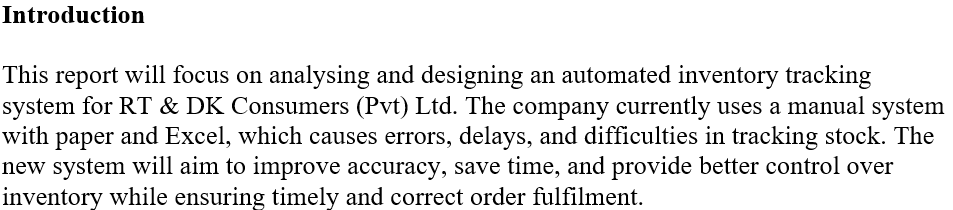 Introduction
This report will focus on analysing and designing an automated inventory tracking
system for RT & DK Consumers (Pvt) Ltd. The company currently uses a manual system
with paper and Excel, which causes errors, delays, and difficulties in tracking stock. The
new system will aim to improve accuracy, save time, and provide better control over
inventory while ensuring timely and correct order fulfilment.